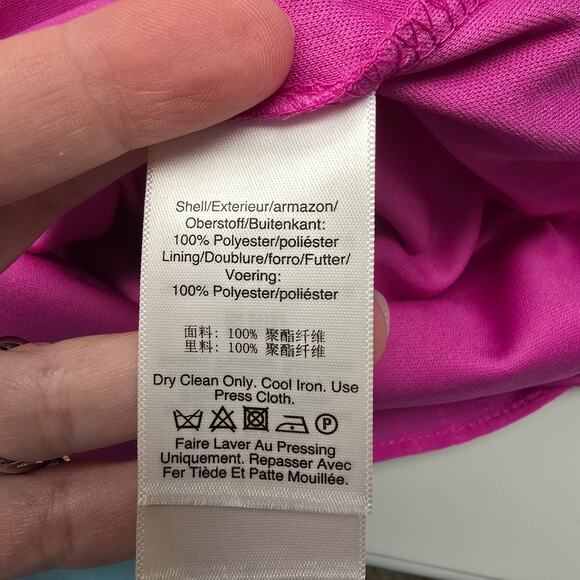 Shell/Exterieur/armazon/
Oberstoff/Buitenkant:
100% Polyester/poliéster
Lining/Doublure/forro/Futter/
Voering:
100% Polyester/poliéster
面料: 100% 聚酯纤维
里料: 100% 聚酯纤维
Dry Clean Only. Cool Iron. Use
Press Cloth.
P
Faire Laver Au Pressing
Uniquement. Repasser Avec
Fer Tiède Et Patte Mouillée.